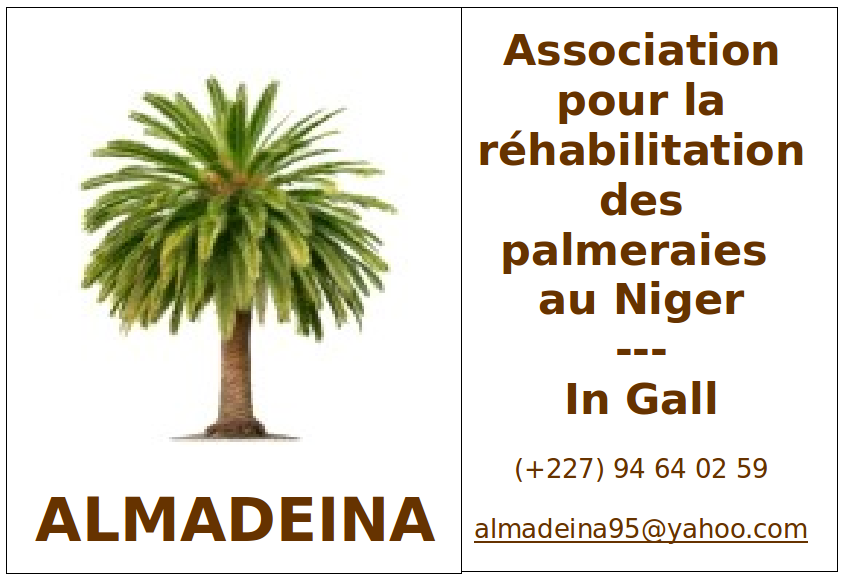 ALMADEINA
Association
pour la
réhabilitation
des
palmeraies
au Niger
---
In Gall
(+227) 94 64 02 59
almadeina95@yahoo.com